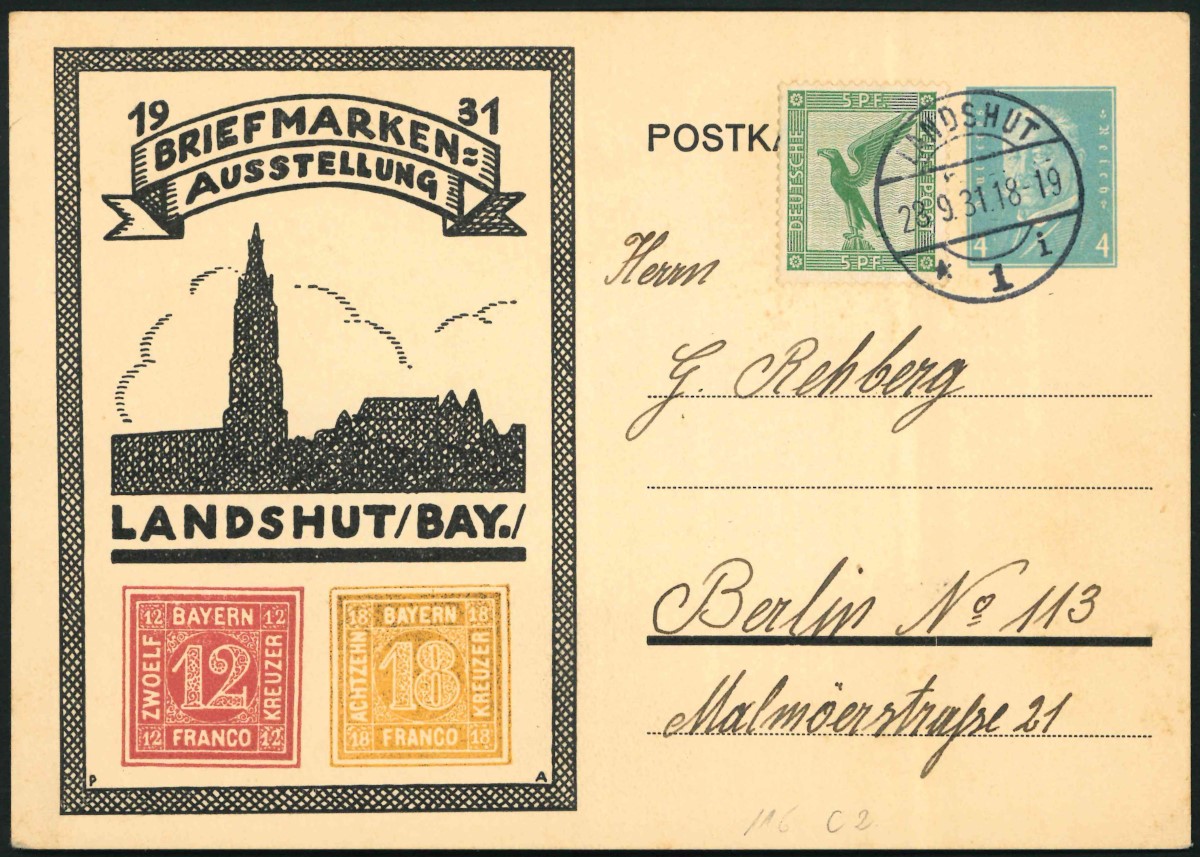 19 31
BRIEFMARKEN=
AUSSTELLUNG
LANDSHUT/BAY./
12 BAYERN 12
ZWOELF 12 KREUZER
12 FRANCO 12
18 BAYERN 18
ACHTZEHN 18 KREUZER
18 FRANCO 18
P A
POSTKA
5 PF.
DEUTSCHE
5 PF.
LANDSHUT
28.9.31.18-19
* 1 i
4 4
Herrn
G. Rehberg
Berlin No 113
Malmöerstraße 21
116 C2